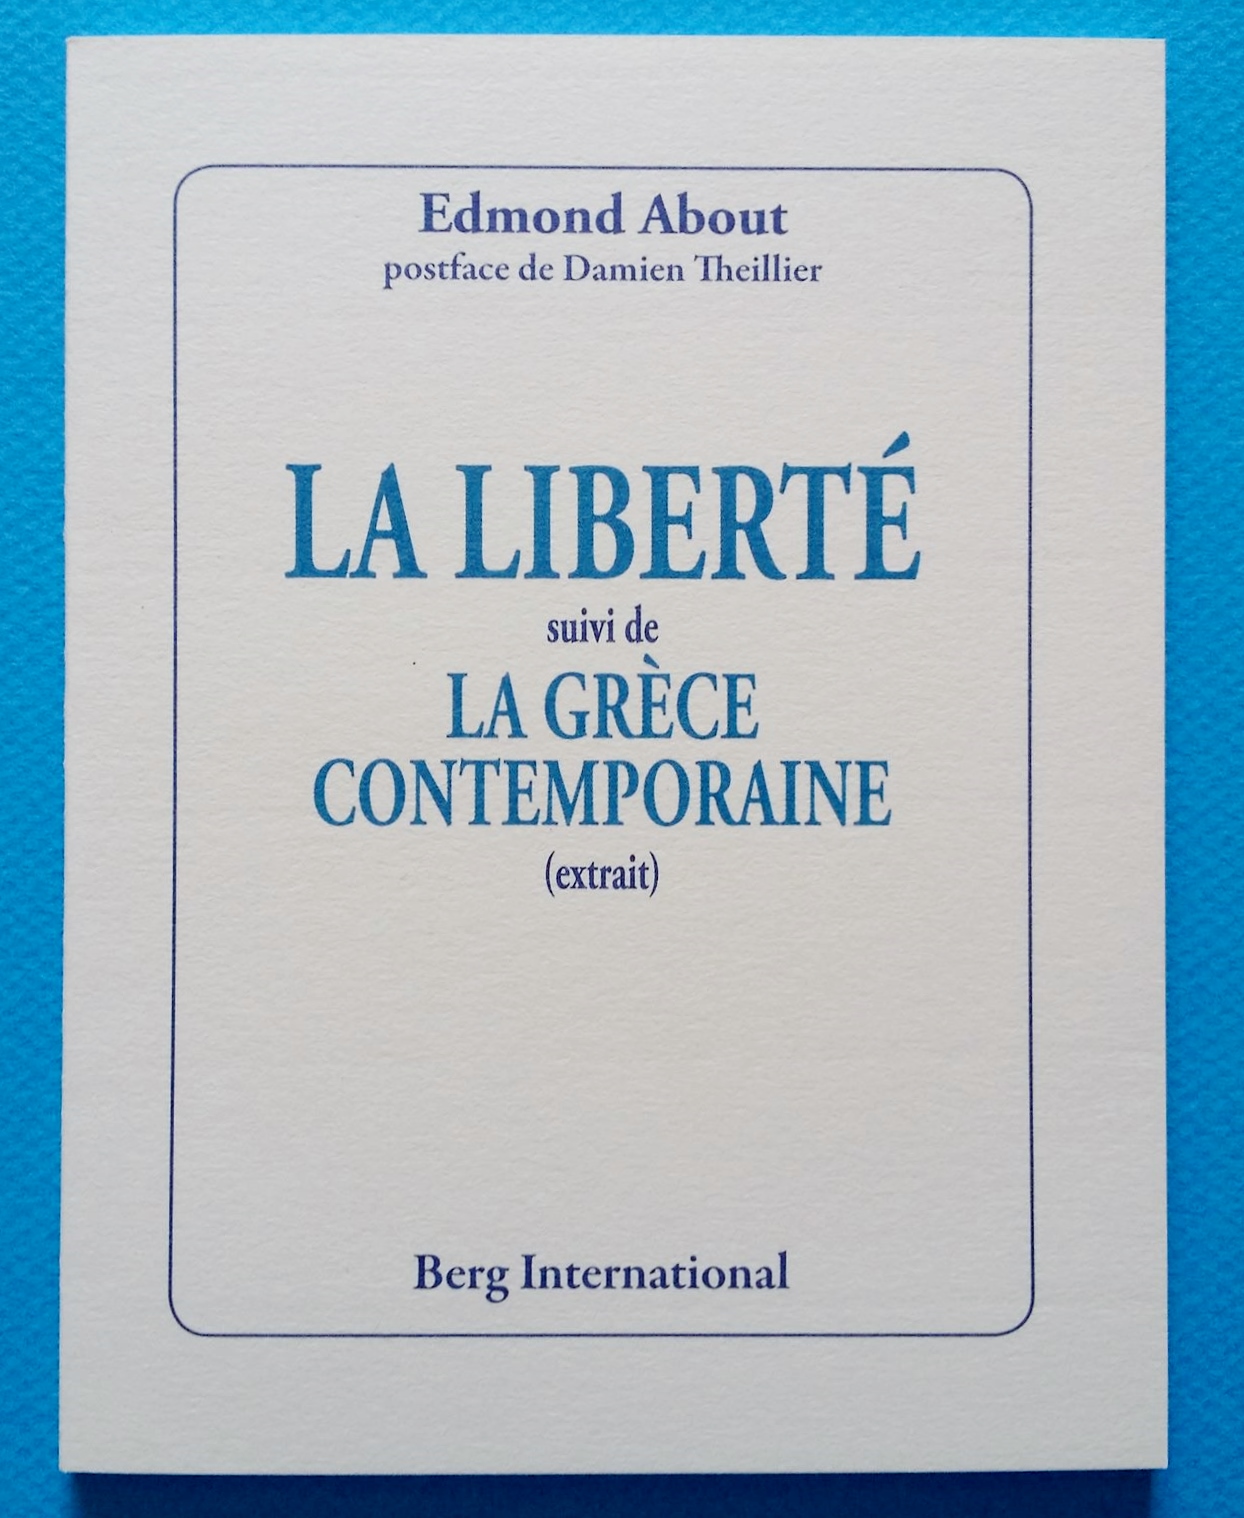 Edmond About
postface de Damien Theillier
LA LIBERTÉ
suivi de
LA GRÈCE
CONTEMPORAINE
(extrait)
Berg International